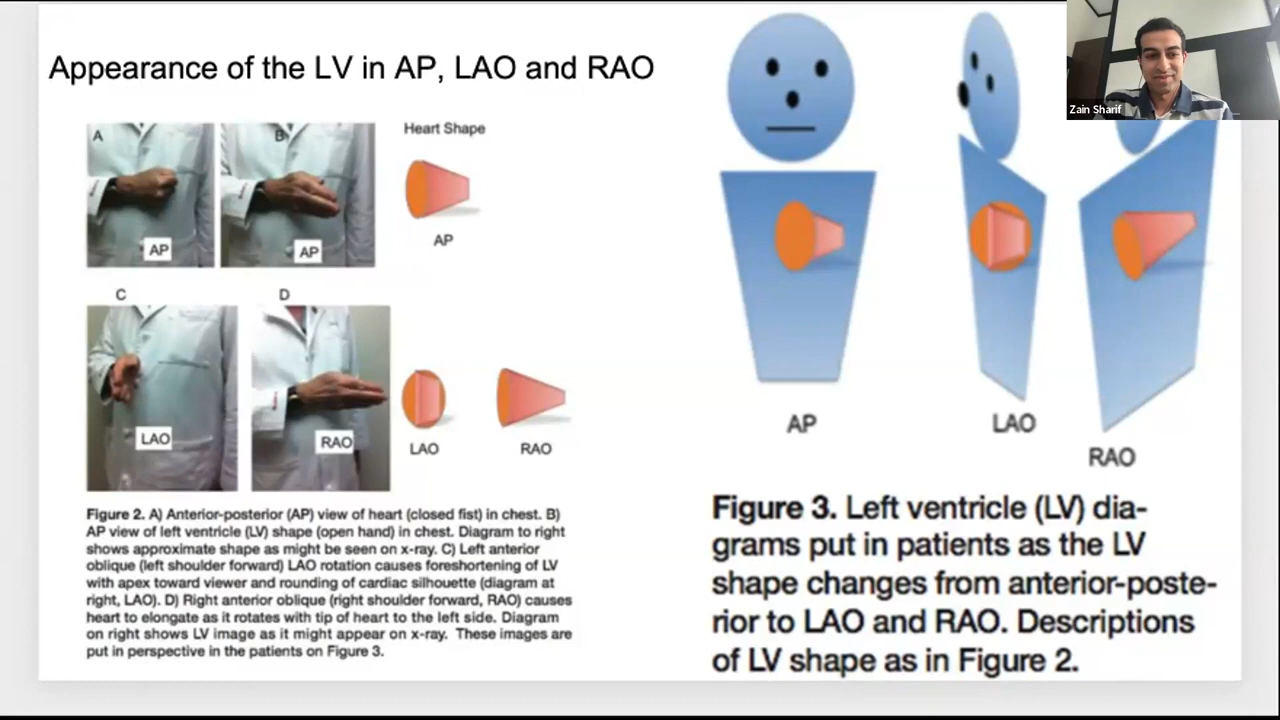 Appearance of the LV in AP, LAO and RAO
Zain Sharif
A
B
Heart Shape
AP
AP
AP
C
D
LAO
RAO
LAO
RAO
Figure 2. A) Anterior-posterior (AP) view of heart (closed fist) in chest. B)
AP view of left ventricle (LV) shape (open hand) in chest. Diagram to right
shows approximate shape as might be seen on x-ray. C) Left anterior
oblique (left shoulder forward) LAO rotation causes foreshortening of LV
with apex toward viewer and rounding of cardiac silhouette (diagram at
right, LAO). D) Right anterior oblique (right shoulder forward, RAO) causes
heart to elongate as it rotates with tip of heart to the left side. Diagram
on right shows LV image as it might appear on x-ray. These images are
put in perspective in the patients on Figure 3.
AP
LAO
RAO
Figure 3. Left ventricle (LV) dia-
grams put in patients as the LV
shape changes from anterior-poste-
rior to LAO and RAO. Descriptions
of LV shape as in Figure 2.